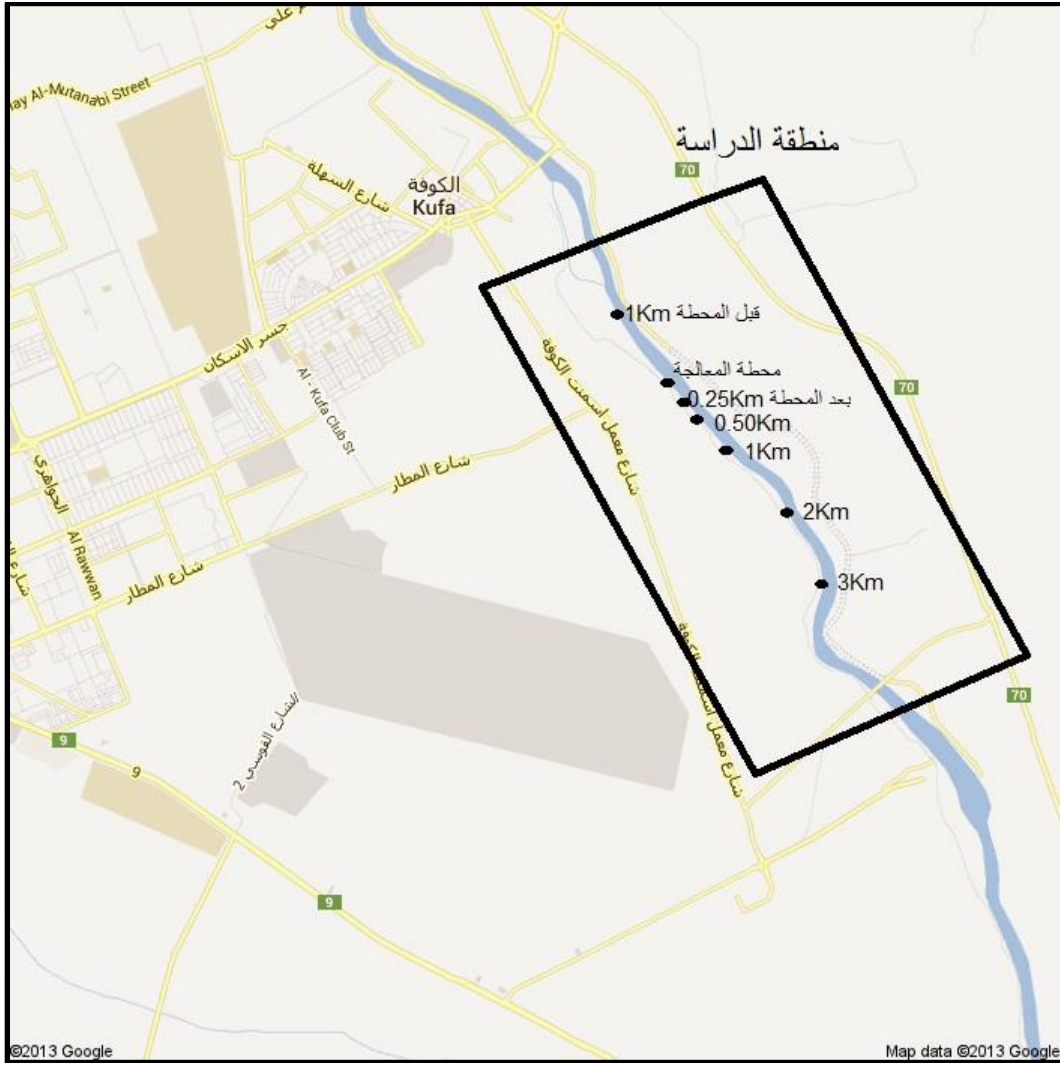 م علي
ay Al-Mutanabi Street
منطقة الدراسة
70
الكوفة
Kufa
شارع السهلة
قبل المحطة 1Km
جسر الاسكان
شارع معمل اسمنت الكوفة
محطة المعالجة
بعد المحطة 0.25Km
0.50Km
70
Al - Kufa Club St
1Km
شارع المطار
الجواهري
2Km
Al Rawwan
شارع المطار
3Km
شارع معمل اسمنت الكوفة
70
الشارع القوسي 2
9
9
9
©2013 Google
Map data ©2013 Google